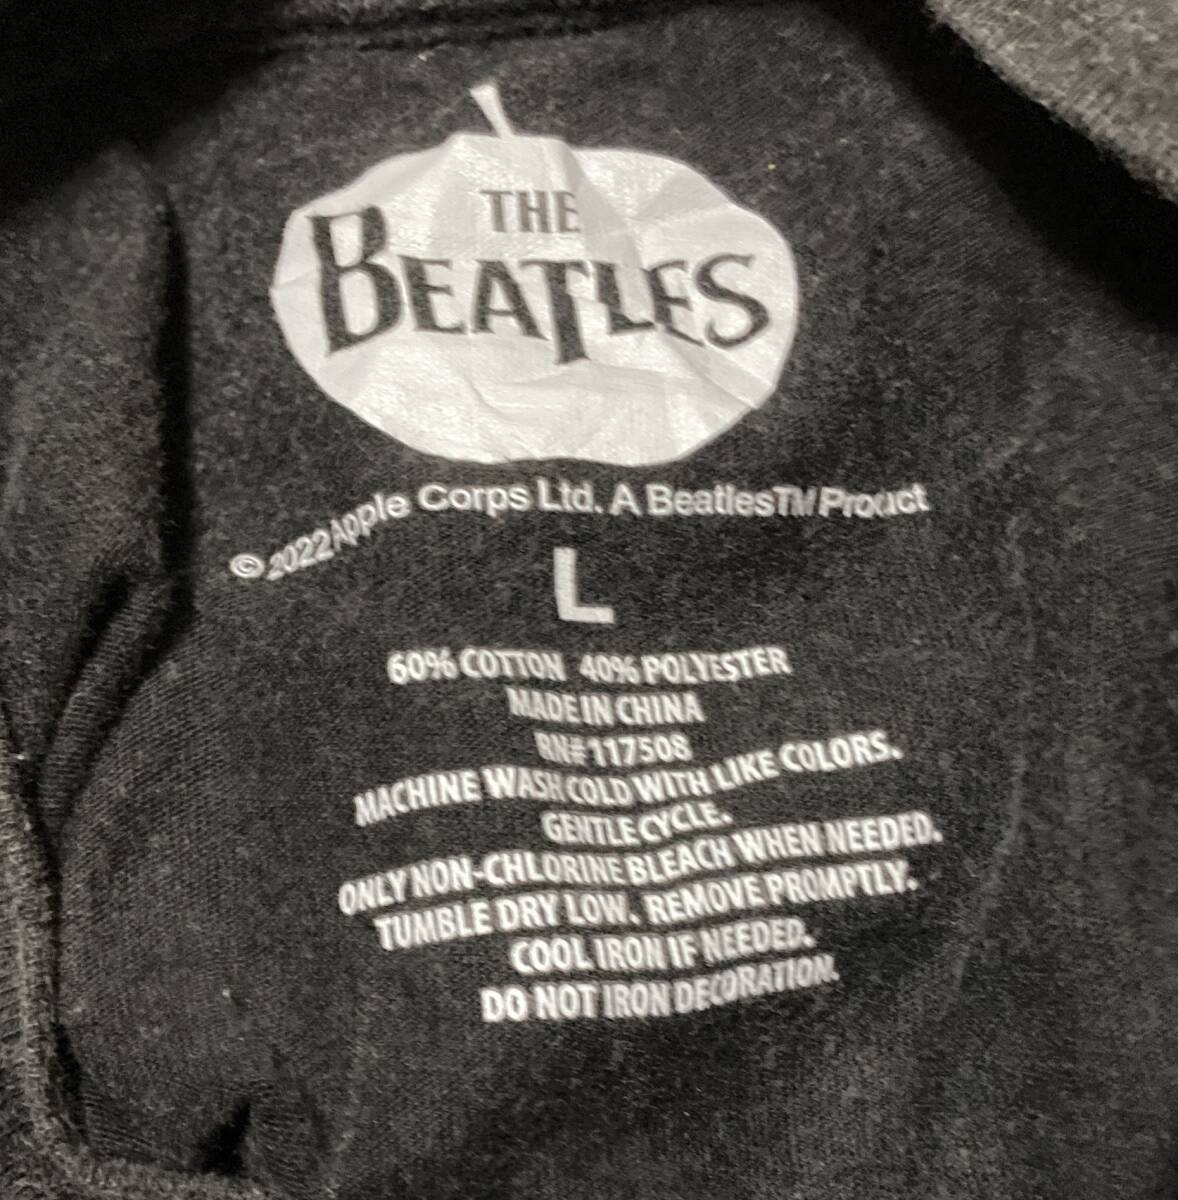 THE
BEATLES
© 2022 Apple Corps Ltd. A Beatles™ Product
L
60% COTTON 40% POLYESTER
MADE IN CHINA
RN# 117508
MACHINE WASH COLD WITH LIKE COLORS.
GENTLE CYCLE.
ONLY NON-CHLORINE BLEACH WHEN NEEDED.
TUMBLE DRY LOW. REMOVE PROMPTLY.
COOL IRON IF NEEDED.
DO NOT IRON DECORATION.